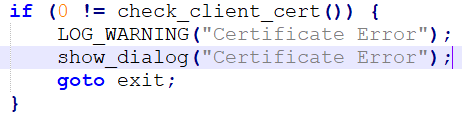 if (0 != check_client_cert()) {
LOG_WARNING("Certificate Error");
show_dialog("Certificate Error");
goto exit;
}